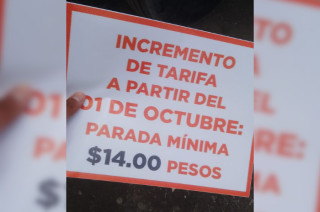 INCREMENTO
DE TARIFA
A PARTIR DEL
01 DE OCTUBRE:
PARADA MÍNIMA
$14.00 PESOS